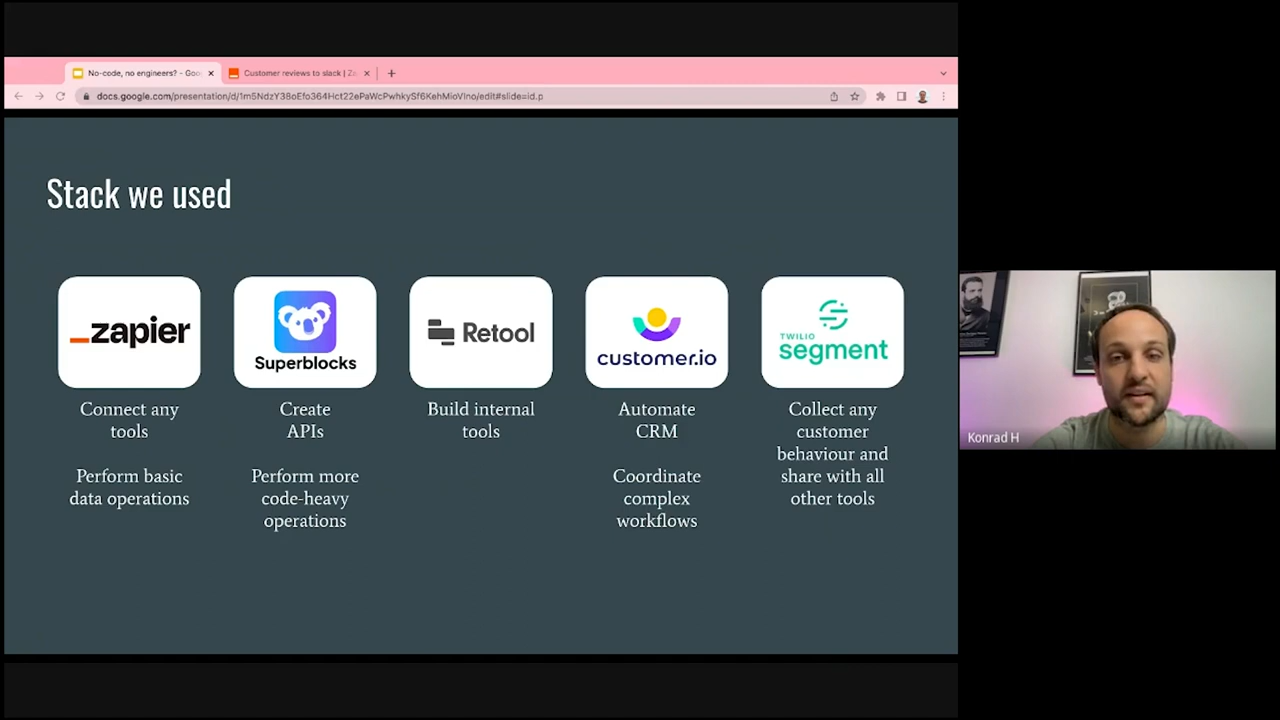 No-code, no engineers? - Goo
Customer reviews to slack | Za
docs.google.com/presentation/d/1m5NdzY38oEfo364Hct22ePaWcPwhkySf6KehMioVIno/edit#slide=id.p
Stack we used
zapier
Superblocks
Retool
customer.io
TWILIO
segment
Connect any
tools
Perform basic
data operations
Create
APIs
Perform more
code-heavy
operations
Build internal
tools
Automate
CRM
Coordinate
complex
workflows
Collect any
customer
behaviour and
share with all
other tools
Konrad H